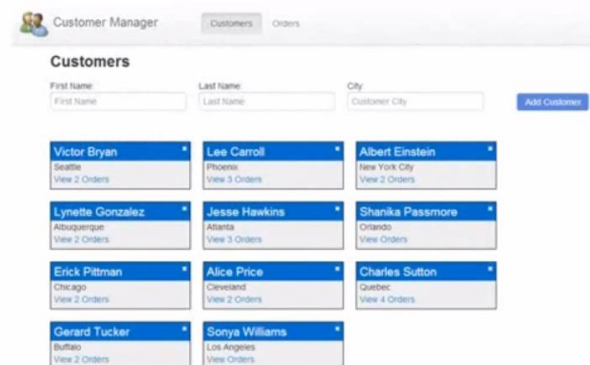 Customer Manager
Customers
Orders
Customers
First Name:
Last Name:
City:
First Name
Last Name
Customer City
Add Customer
Victor Bryan
Seattle
View 2 Orders
Lee Carroll
Phoenix
View 3 Orders
Albert Einstein
New York City
View 2 Orders
Lynette Gonzalez
Albuquerque
View 2 Orders
Jesse Hawkins
Atlanta
View 3 Orders
Shanika Passmore
Orlando
View Orders
Erick Pittman
Chicago
View 2 Orders
Alice Price
Cleveland
View 2 Orders
Charles Sutton
Quebec
View 4 Orders
Gerard Tucker
Buffalo
View 2 Orders
Sonya Williams
Los Angeles
View Orders